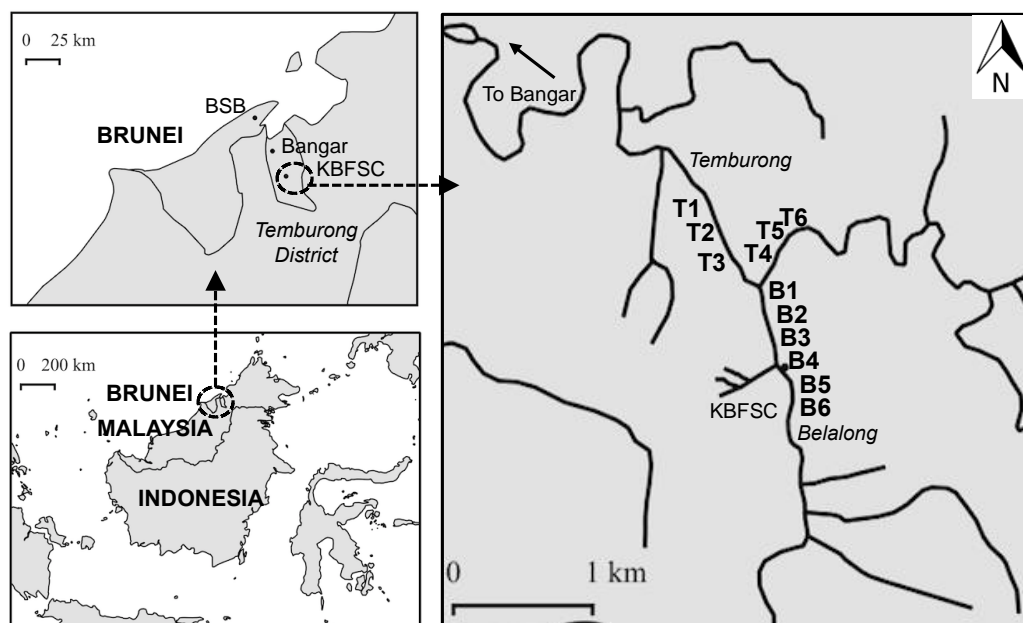 0 25 km
BSB
BRUNEI
Bangar
KBFSC
Temburong
District
0 200 km
BRUNEI
MALAYSIA
INDONESIA
N
To Bangar
Temburong
T1
T2
T3
T4
T5
T6
B1
B2
B3
B4
B5
B6
KBFSC
Belalong
0 1 km